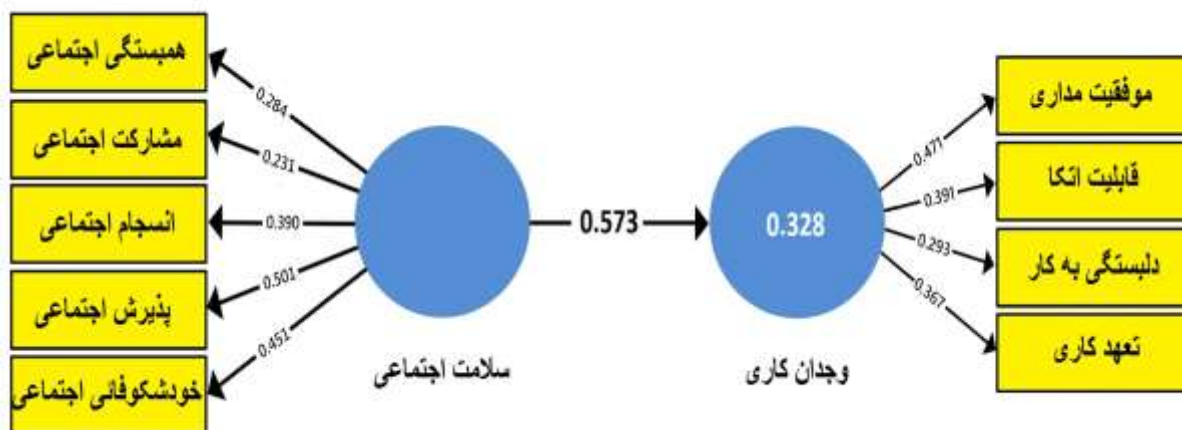 همبستگی اجتماعی
مشارکت اجتماعی
انسجام اجتماعی
پذیرش اجتماعی
خودشکوفائی اجتماعی
0.284
0.231
0.390
0.501
0.451
سلامت اجتماعی
0.573
0.328
وجدان کاری
0.471
0.391
0.293
0.367
موفقیت مداری
قابلیت اتکا
دلبستگی به کار
تعهد کاری